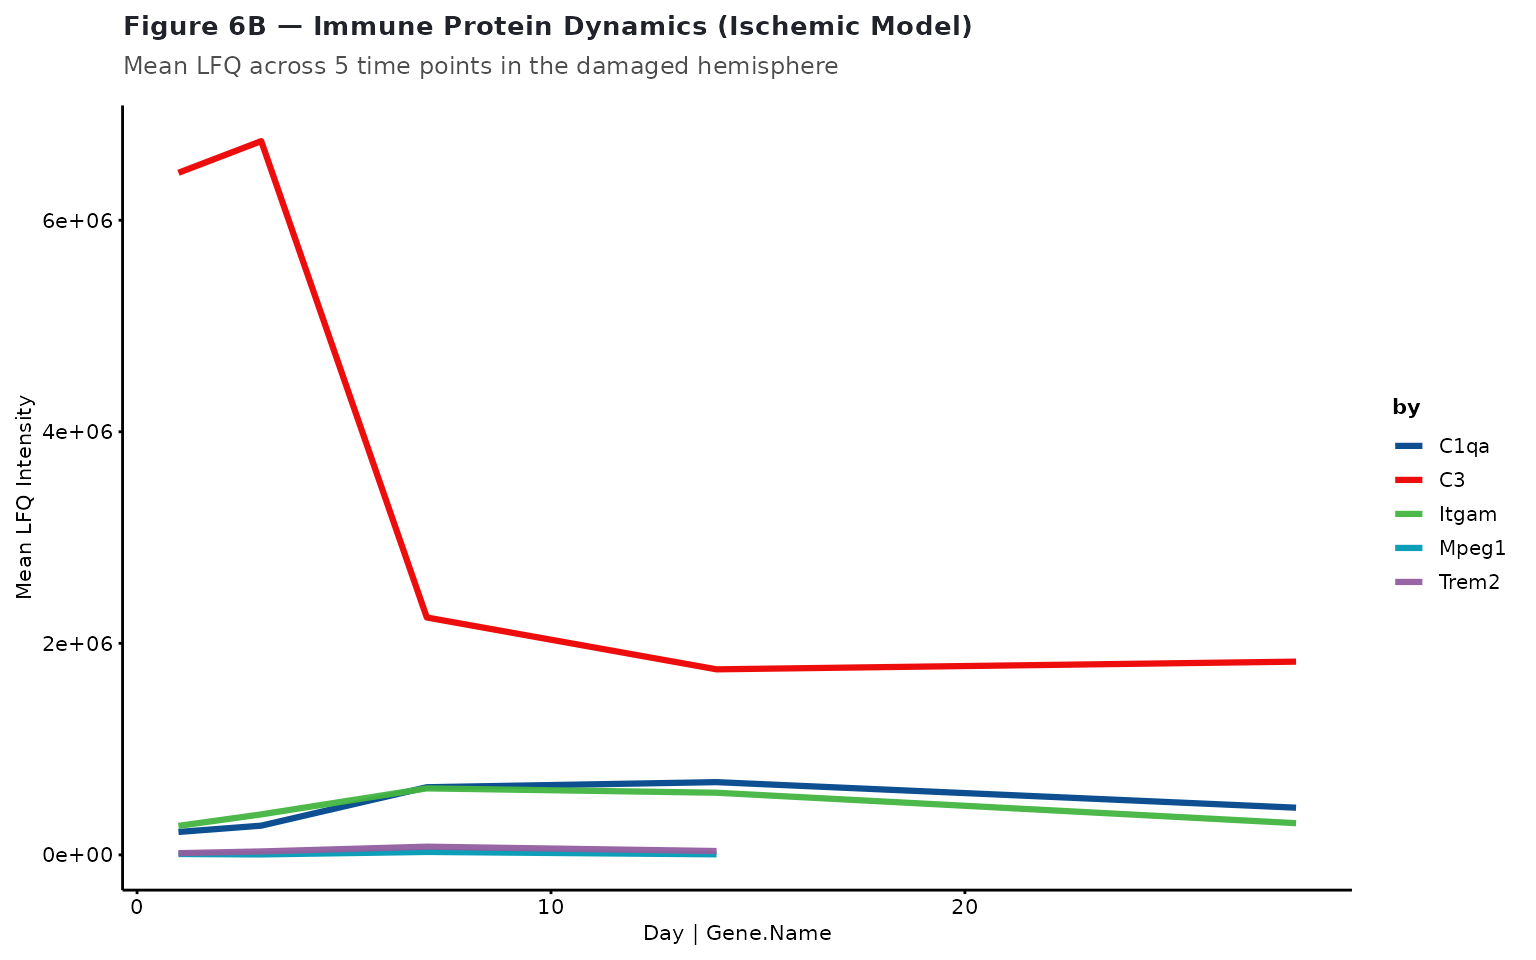 Figure 6B — Immune Protein Dynamics (Ischemic Model)
Mean LFQ across 5 time points in the damaged hemisphere
Mean LFQ Intensity
6e+06
4e+06
2e+06
0e+00
0
10
20
Day | Gene.Name
by
C1qa
C3
Itgam
Mpeg1
Trem2